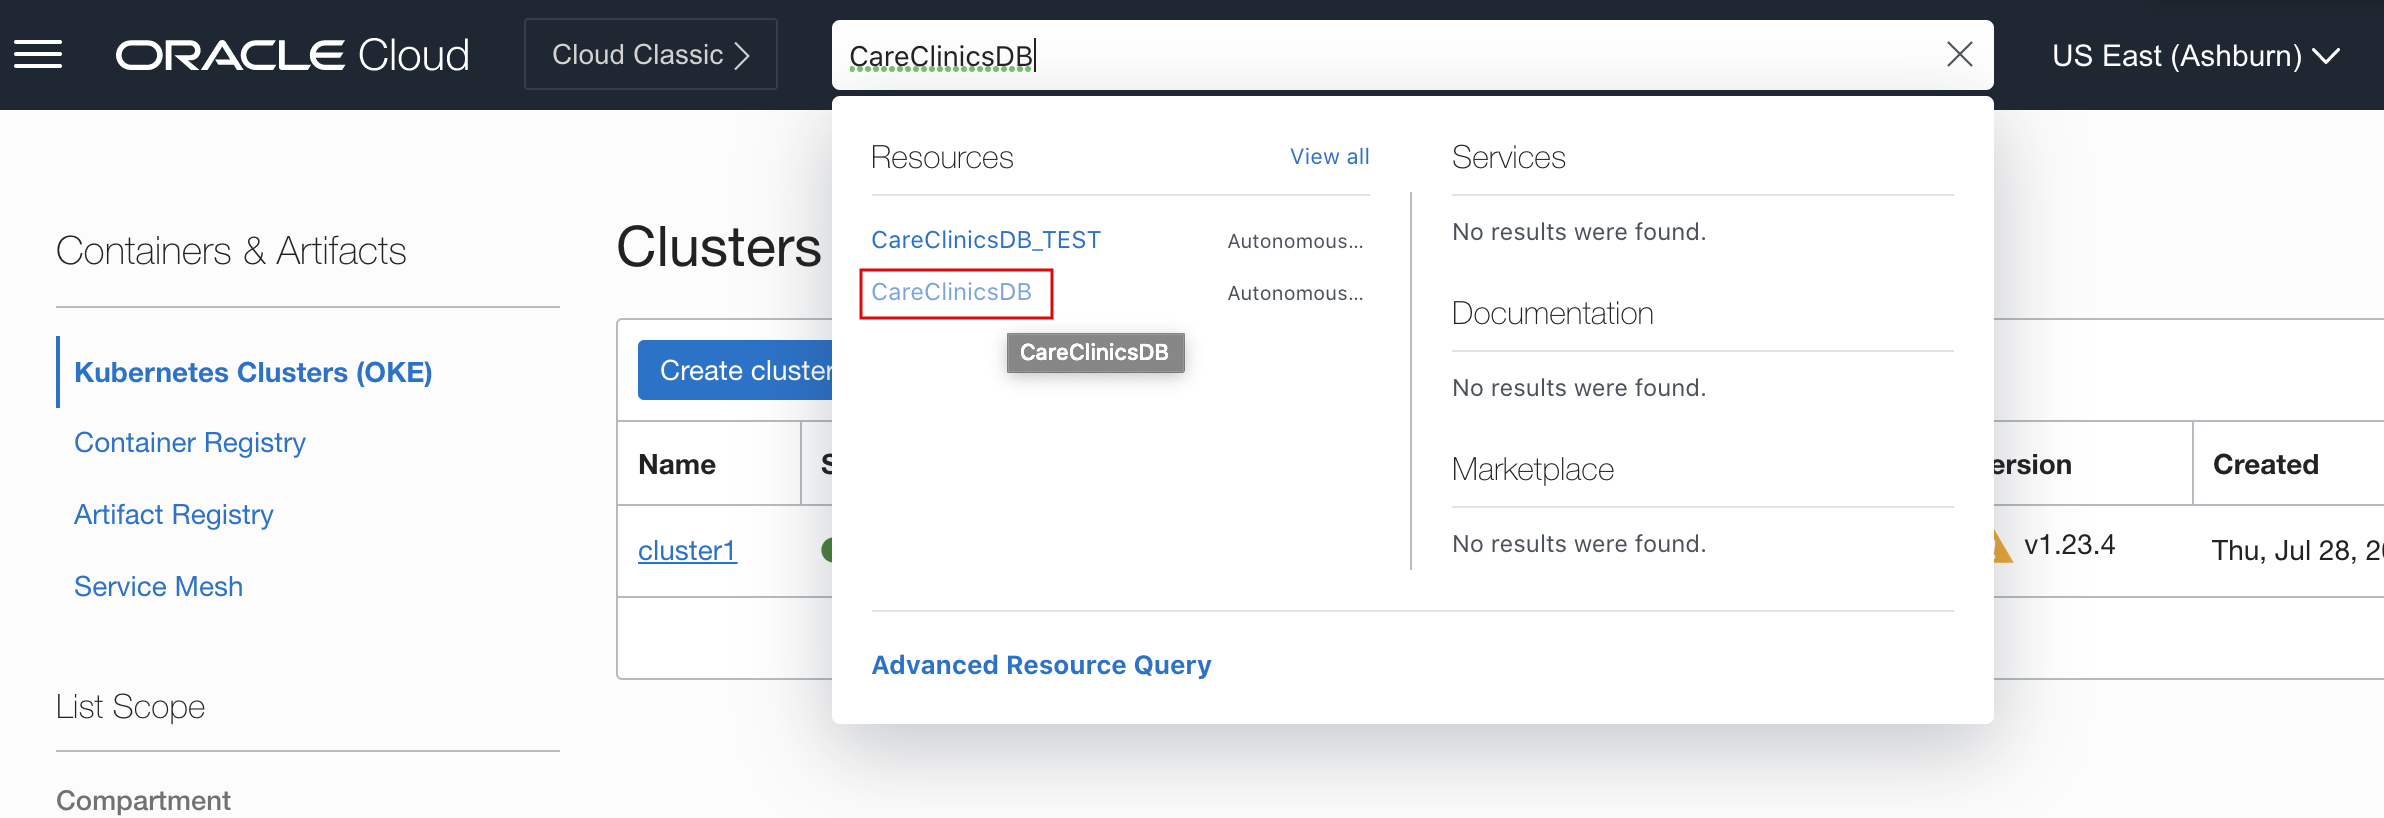 ORACLE Cloud
Cloud Classic
CareClinicsDB
US East (Ashburn)
Containers & Artifacts
Kubernetes Clusters (OKE)
Container Registry
Artifact Registry
Service Mesh
List Scope
Compartment
Clusters
Create cluster
Name
cluster1
Resources
View all
CareClinicsDB_TEST Autonomous...
CareClinicsDB Autonomous...
CareClinicsDB
Services
No results were found.
Documentation
No results were found.
Marketplace
No results were found.
Advanced Resource Query
ersion
Created
v1.23.4
Thu, Jul 28,